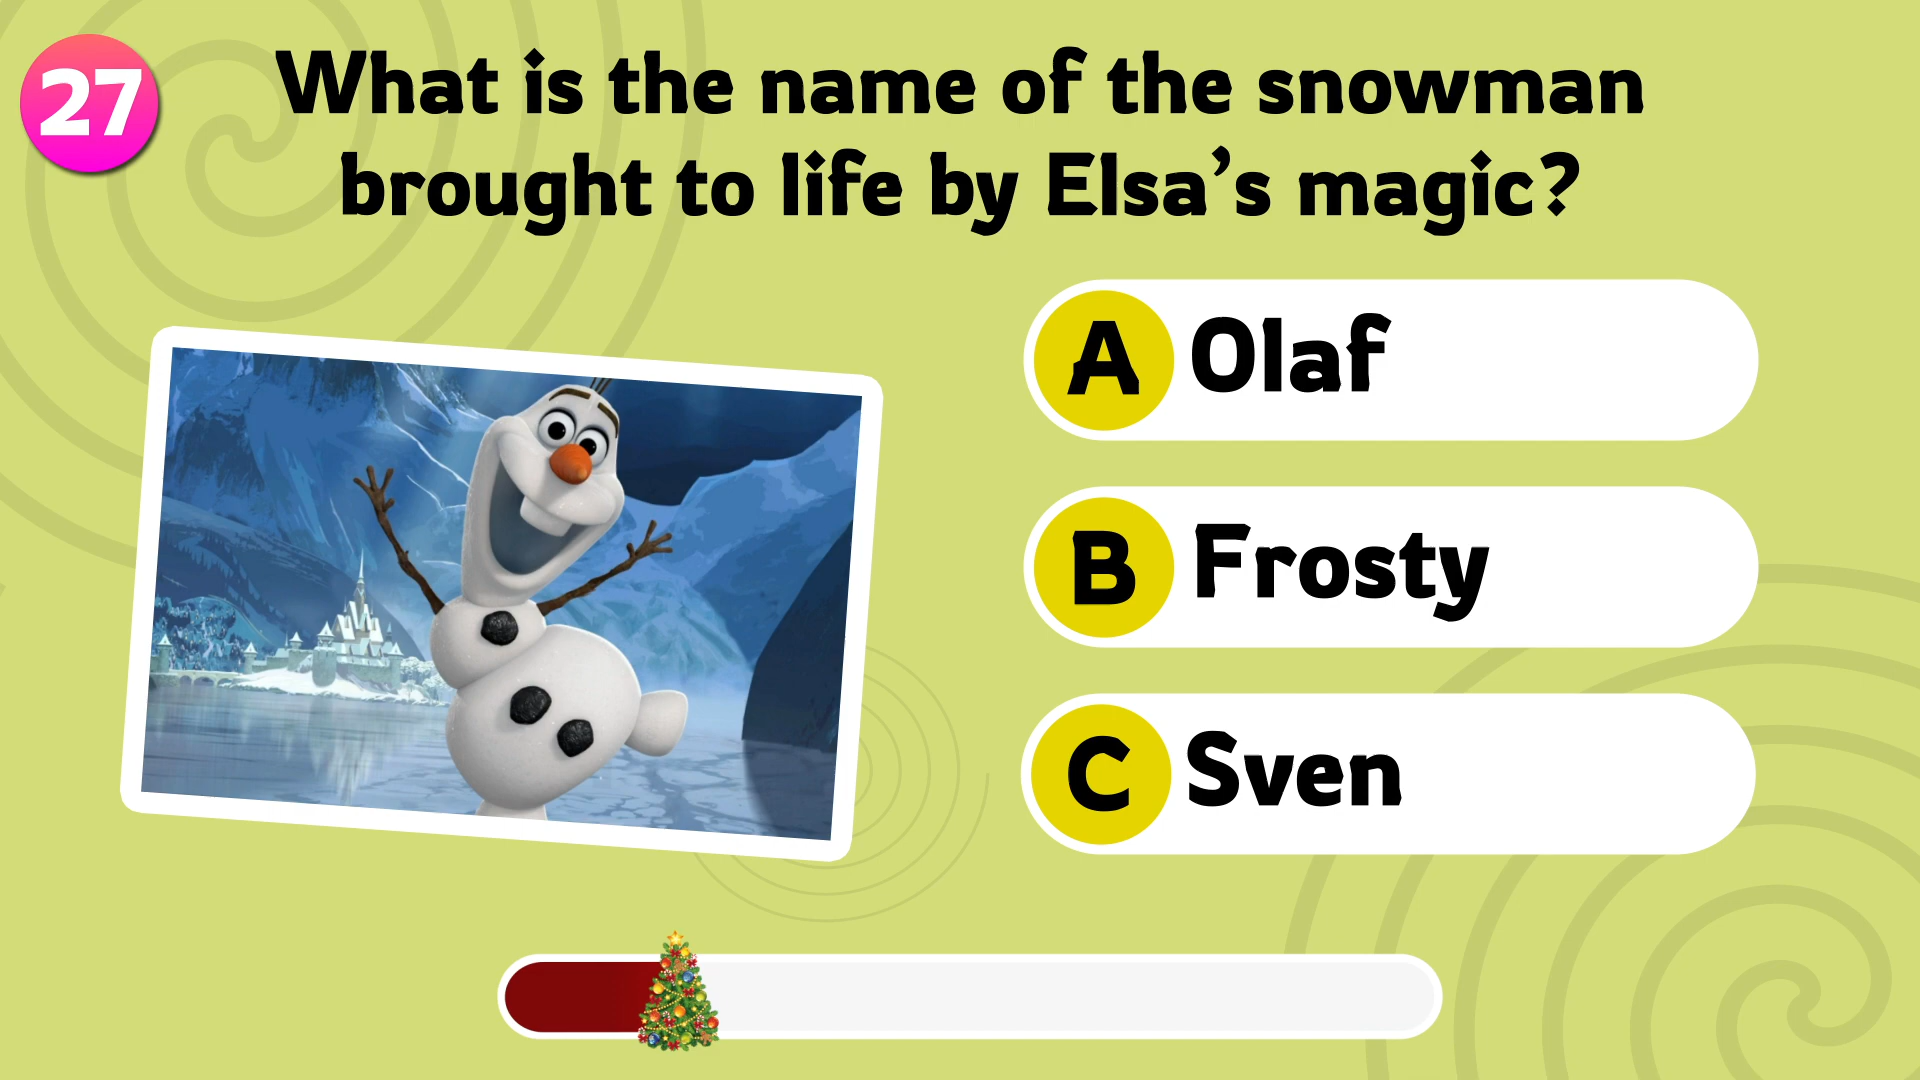 27
What is the name of the snowman
brought to life by Elsa’s magic?
A Olaf
B Frosty
C Sven